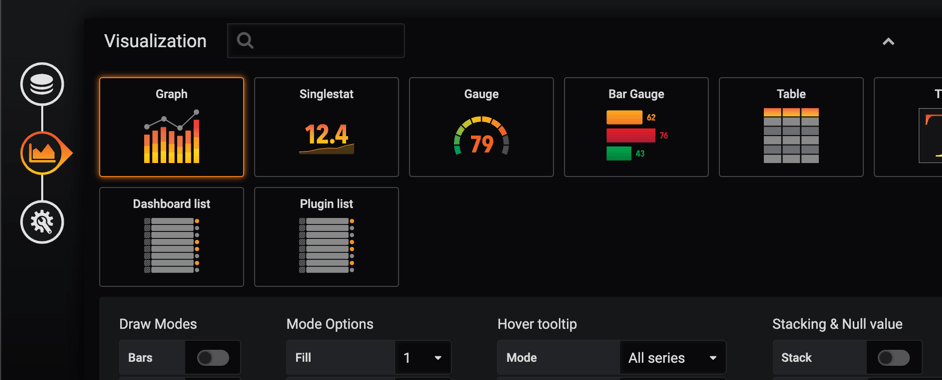 Visualization
Graph
Singlestat
Gauge
Bar Gauge
Table
12.4
79
62
76
43
Dashboard list
Plugin list
Draw Modes
Mode Options
Hover tooltip
Stacking & Null value
Bars
Fill
1
Mode
All series
Stack